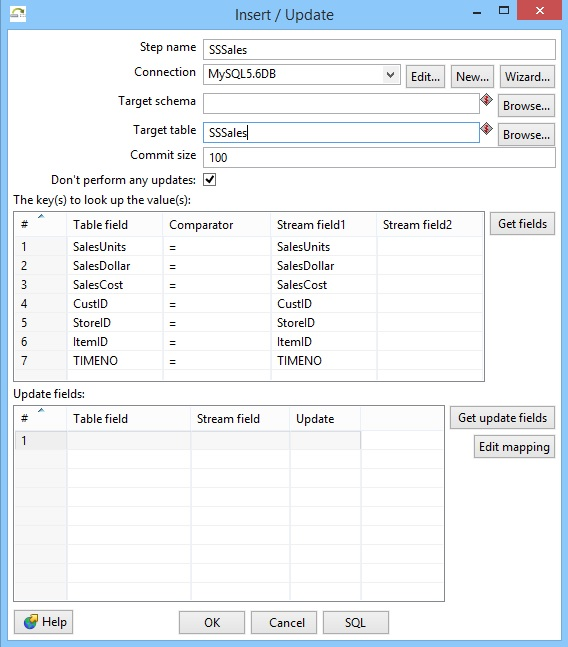 Insert / Update
Step name SSSales
Connection MySQL5.6DB Edit... New... Wizard...
Target schema Browse...
Target table SSSales Browse...
Commit size 100
Don't perform any updates:
The key(s) to look up the value(s):
# Table field Comparator Stream field1 Stream field2 Get fields
1 SalesUnits = SalesUnits
2 SalesDollar = SalesDollar
3 SalesCost = SalesCost
4 CustID = CustID
5 StoreID = StoreID
6 ItemID = ItemID
7 TIMENO = TIMENO
Update fields:
# Table field Stream field Update Get update fields
1 Edit mapping
Help OK Cancel SQL